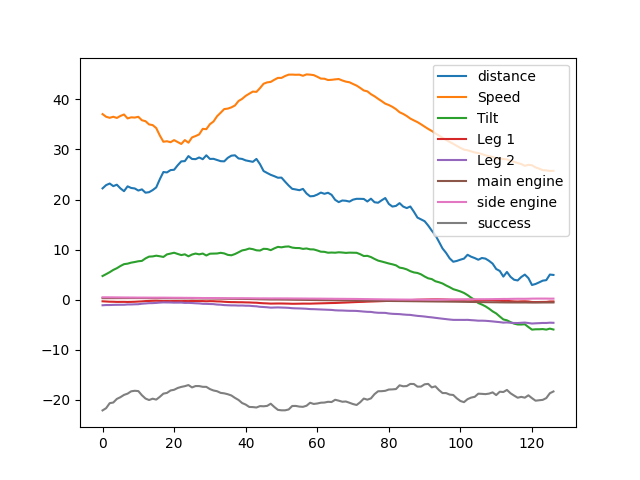 distance
Speed
Tilt
Leg 1
Leg 2
main engine
side engine
success
40
30
20
10
0
−10
−20
0
20
40
60
80
100
120